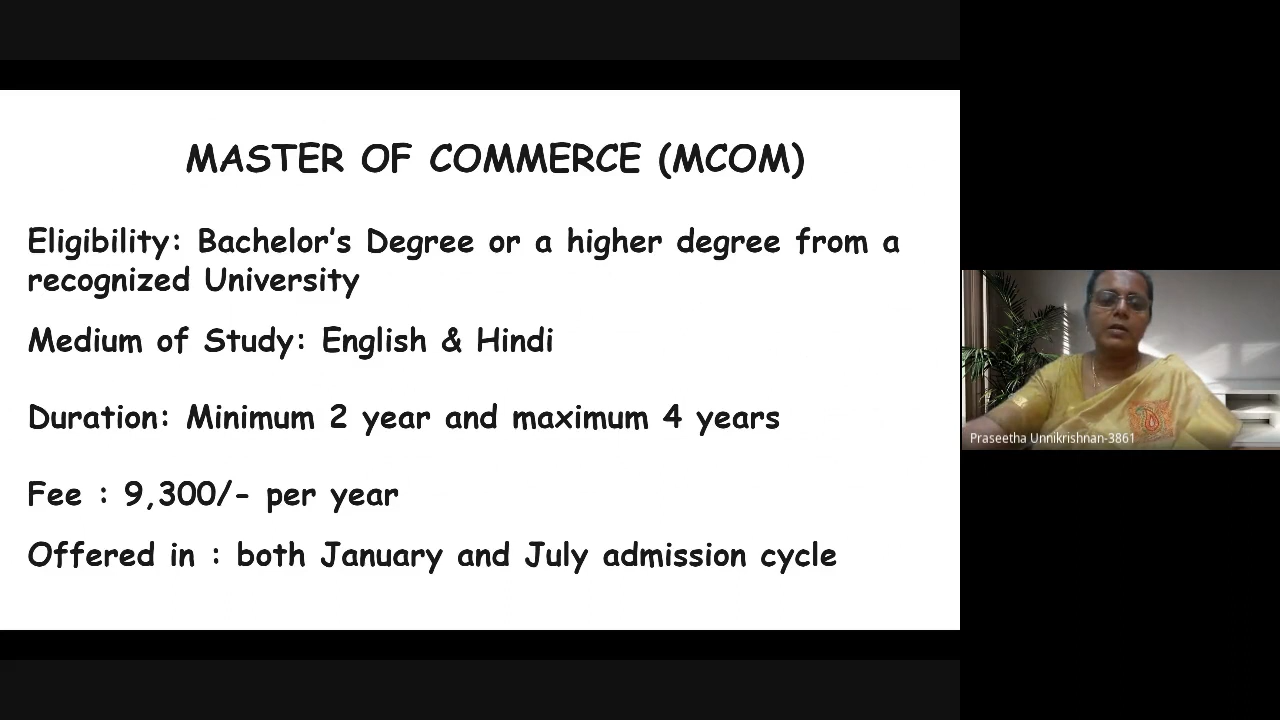 MASTER OF COMMERCE (MCOM)
Eligibility: Bachelor's Degree or a higher degree from a
recognized University
Medium of Study: English & Hindi
Duration: Minimum 2 year and maximum 4 years
Fee : 9,300/- per year
Offered in : both January and July admission cycle
Praseetha Unnikrishnan-3861